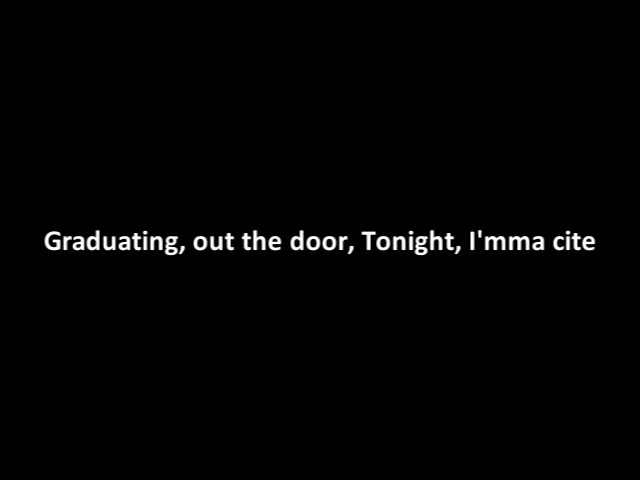 Graduating, out the door, Tonight, I'mma cite